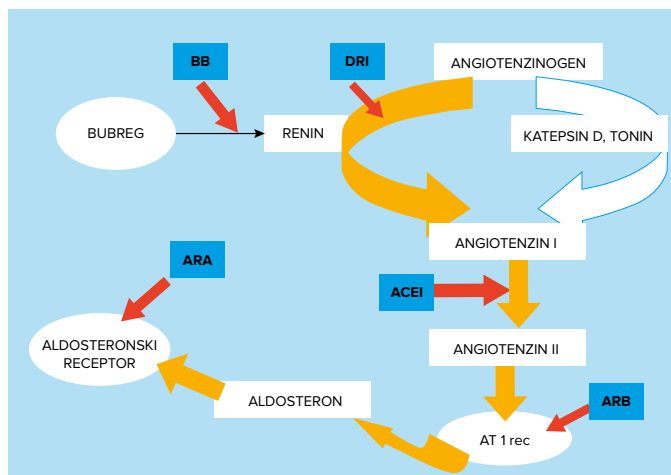 BB
DRI
ANGIOTENZINOGEN
BUBREG
RENIN
KATEPSIN D, TONIN
ANGIOTENZIN I
ARA
ACEI
ALDOSTERONSKI
RECEPTOR
ANGIOTENZIN II
ALDOSTERON
ARB
AT 1 rec